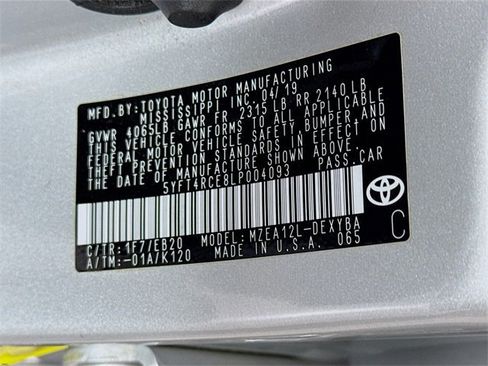 MFD.BY:TOYOTA MOTOR MANUFACTURING
MISSISSIPPI INC. 04/19
GVWR 4065LB GAWR FR 2315 LB RR 2140 LB
THIS VEHICLE CONFORMS TO ALL APPLICABLE
FEDERAL MOTOR VEHICLE SAFETY, BUMPER, AND
THEFT PREVENTION STANDARDS IN EFFECT ON
THE DATE OF MANUFACTURE SHOWN ABOVE.
5YFT4RCE8LP004093 PASS.CAR
C/TR: 1F7/EB20 MODEL: MZEA12L-DEXYBA
A/TM: -01A/K120 MADE IN U.S.A. 065
C